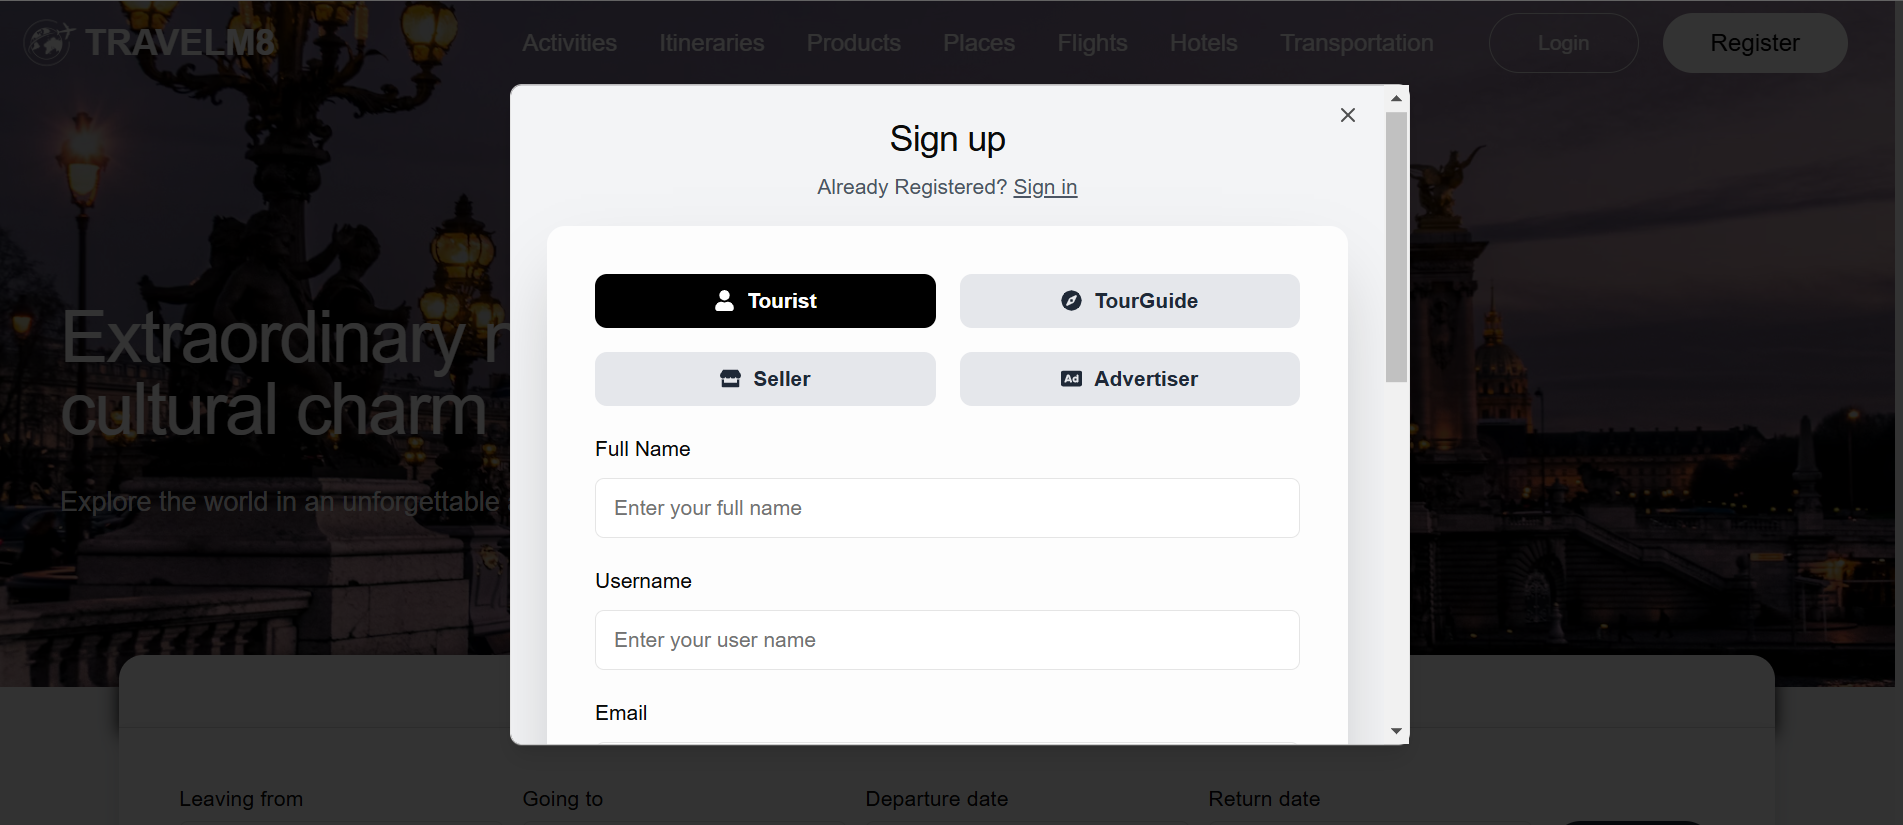 TRAVELM8
Activities
Itineraries
Products
Places
Flights
Hotels
Transportation
Login
Register
Sign up
Already Registered? Sign in
Tourist
TourGuide
Seller
Ad Advertiser
Full Name
Enter your full name
Username
Enter your user name
Email
Extraordinary
cultural charm
Explore the world in an unforgettable
Leaving from
Going to
Departure date
Return date